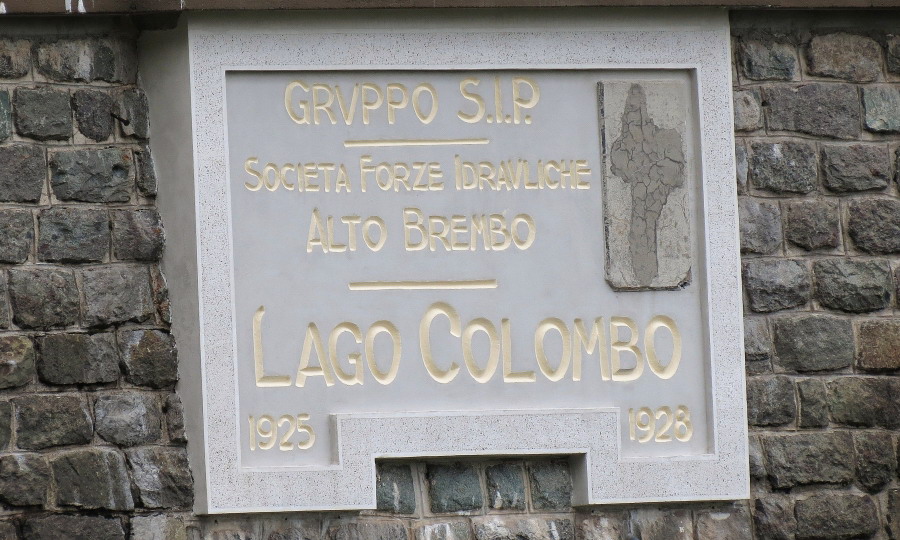 GRVPPO S.I.P.
SOCIETA FORZE IDRAVLICHE
ALTO BREMBO
LAGO COLOMBO
1925 1928